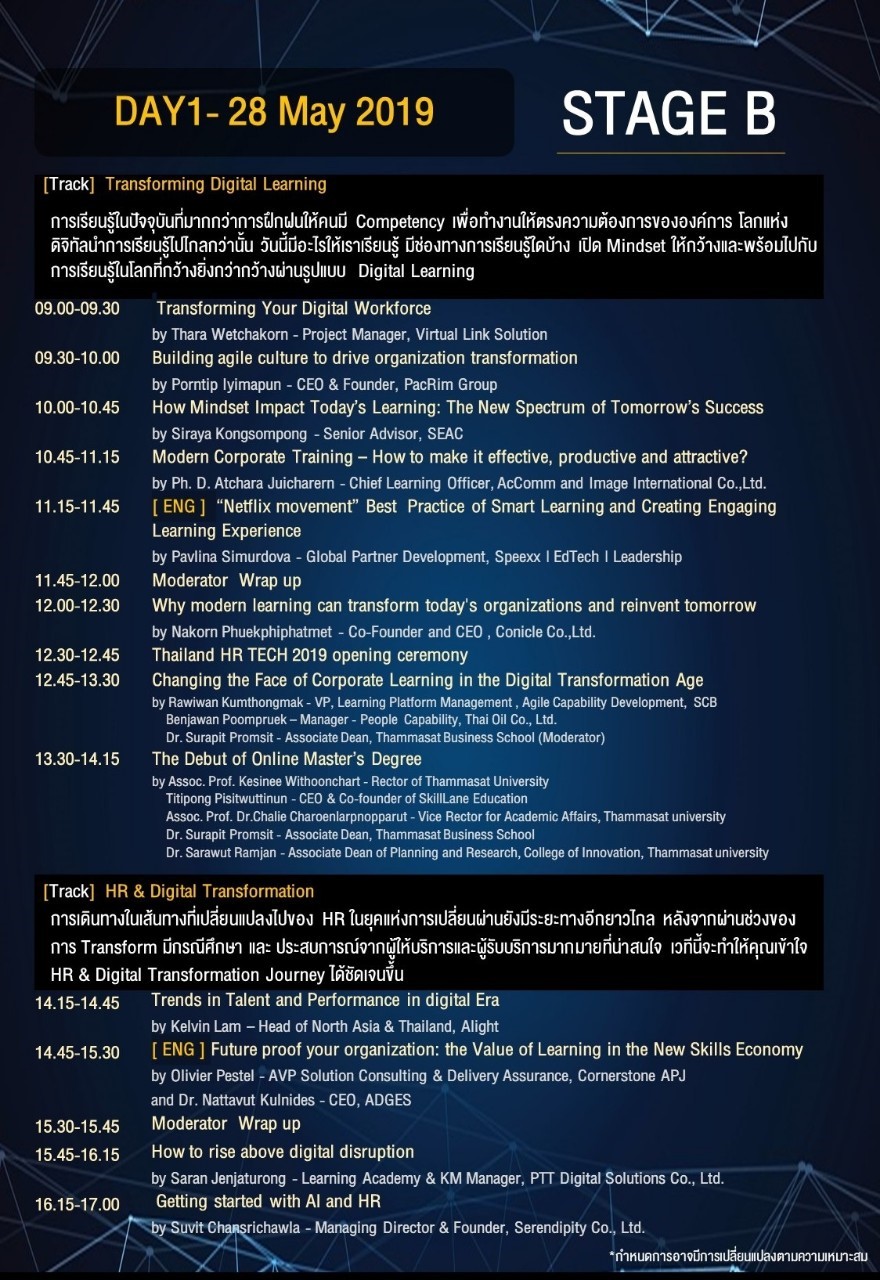 DAY1- 28 May 2019
STAGE B
[Track] Transforming Digital Learning
การเรียนรู้ในปัจจุบันที่มากกว่าการฝึกฝนให้คนมี Competency เพื่อทำงานให้ตรงความต้องการขององค์การ โลกแห่ง
ดิจิทัลนำการเรียนรู้ไปไกลกว่านั้น วันนี้มีอะไรให้เราเรียนรู้ มีช่องทางการเรียนรู้ใดบ้าง เปิด Mindset ให้กว้างและพร้อมไปกับ
การเรียนรู้ในโลกที่กว้างยิ่งกว่ากว้างผ่านรูปแบบ Digital Learning
09.00-09.30 Transforming Your Digital Workforce
by Thara Wetchakorn - Project Manager, Virtual Link Solution
09.30-10.00 Building agile culture to drive organization transformation
by Porntip Iyimapun - CEO & Founder, PacRim Group
10.00-10.45 How Mindset Impact Today's Learning: The New Spectrum of Tomorrow's Success
by Siraya Kongsompong - Senior Advisor, SEAC
10.45-11.15 Modern Corporate Training – How to make it effective, productive and attractive?
by Ph. D. Atchara Juicharern - Chief Learning Officer, AcComm and Image International Co.,Ltd.
11.15-11.45 [ ENG ] “Netflix movement” Best Practice of Smart Learning and Creating Engaging
Learning Experience
by Pavlina Simurdova - Global Partner Development, Speexx l EdTech l Leadership
11.45-12.00 Moderator Wrap up
12.00-12.30 Why modern learning can transform today's organizations and reinvent tomorrow
by Nakorn Phuekphiphatmet - Co-Founder and CEO , Conicle Co.,Ltd.
12.30-12.45 Thailand HR TECH 2019 opening ceremony
12.45-13.30 Changing the Face of Corporate Learning in the Digital Transformation Age
by Rawiwan Kumthongmak - VP, Learning Platform Management , Agile Capability Development, SCB
Benjawan Poompruek – Manager - People Capability, Thai Oil Co., Ltd.
Dr. Surapit Promsit - Associate Dean, Thammasat Business School (Moderator)
13.30-14.15 The Debut of Online Master's Degree
by Assoc. Prof. Kesinee Withoonchart - Rector of Thammasat University
Titipong Pisitwuttinun - CEO & Co-founder of SkillLane Education
Assoc. Prof. Dr.Chalie Charoenlarpnopparut - Vice Rector for Academic Affairs, Thammasat university
Dr. Surapit Promsit - Associate Dean, Thammasat Business School
Dr. Sarawut Ramjan - Associate Dean of Planning and Research, College of Innovation, Thammasat university
[Track] HR & Digital Transformation
การเดินทางในเส้นทางที่เปลี่ยนแปลงไปของ HR ในยุคแห่งการเปลี่ยนผ่านยังมีระยะทางอีกยาวไกล หลังจากผ่านช่วงของ
การ Transform มีกรณีศึกษา และ ประสบการณ์จากผู้ให้บริการและผู้รับบริการมากมายที่น่าสนใจ เวทีนี้จะทำให้คุณเข้าใจ
HR & Digital Transformation Journey ได้ชัดเจนขึ้น
14.15-14.45 Trends in Talent and Performance in digital Era
by Kelvin Lam – Head of North Asia & Thailand, Alight
14.45-15.30 [ ENG ] Future proof your organization: the Value of Learning in the New Skills Economy
by Olivier Pestel - AVP Solution Consulting & Delivery Assurance, Cornerstone APJ
and Dr. Nattavut Kulnides - CEO, ADGES
15.30-15.45 Moderator Wrap up
15.45-16.15 How to rise above digital disruption
by Saran Jenjaturong - Learning Academy & KM Manager, PTT Digital Solutions Co., Ltd.
16.15-17.00 Getting started with AI and HR
by Suvit Chansrichawla - Managing Director & Founder, Serendipity Co., Ltd.
*กำหนดการอาจมีการเปลี่ยนแปลงตามความเหมาะสม